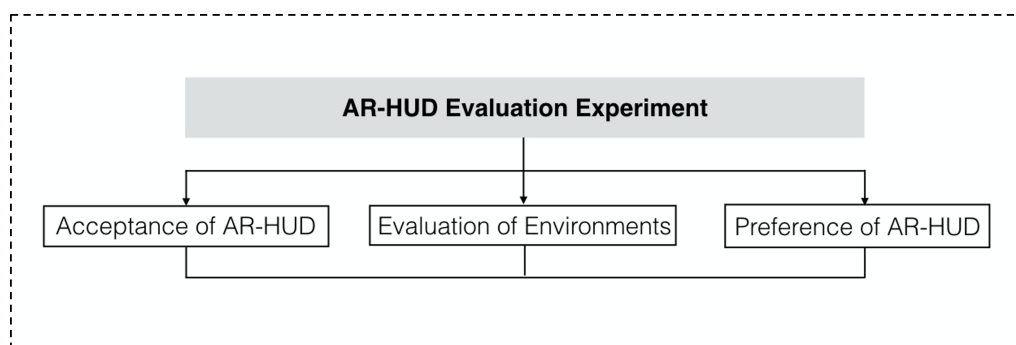 AR-HUD Evaluation Experiment
Acceptance of AR-HUD
Evaluation of Environments
Preference of AR-HUD